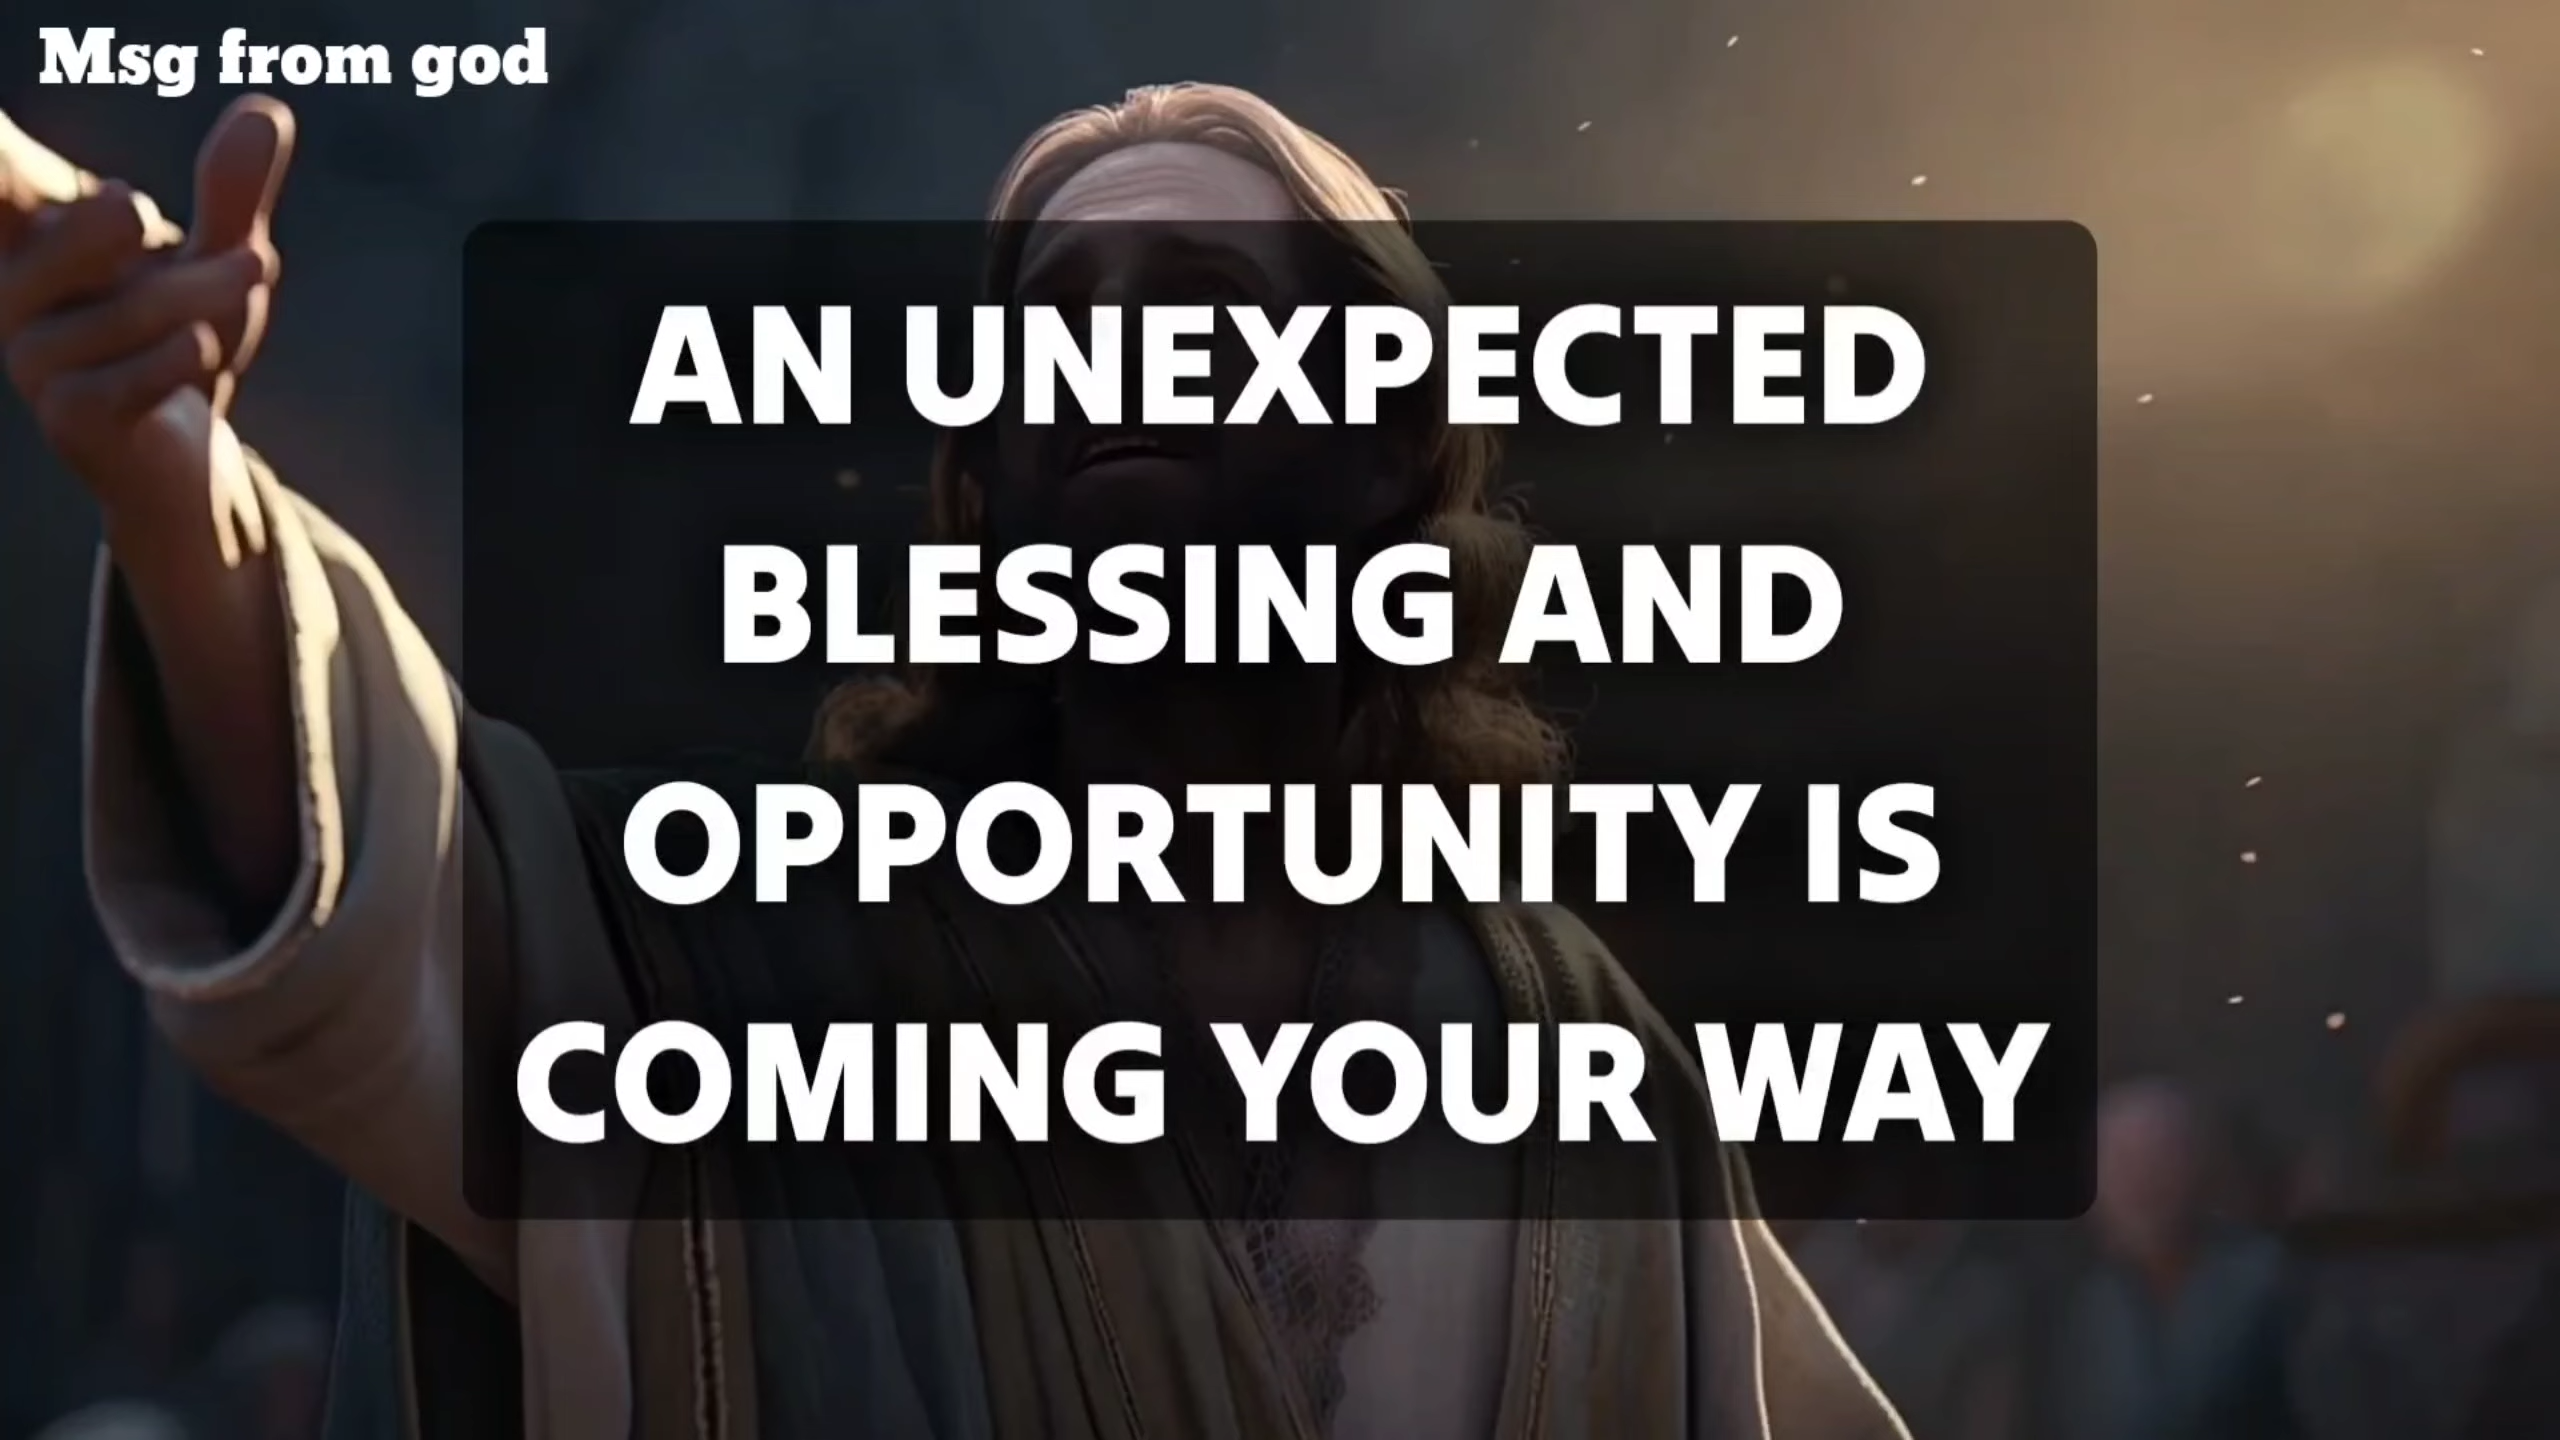 Msg from god
AN UNEXPECTED
BLESSING AND
OPPORTUNITY IS
COMING YOUR WAY